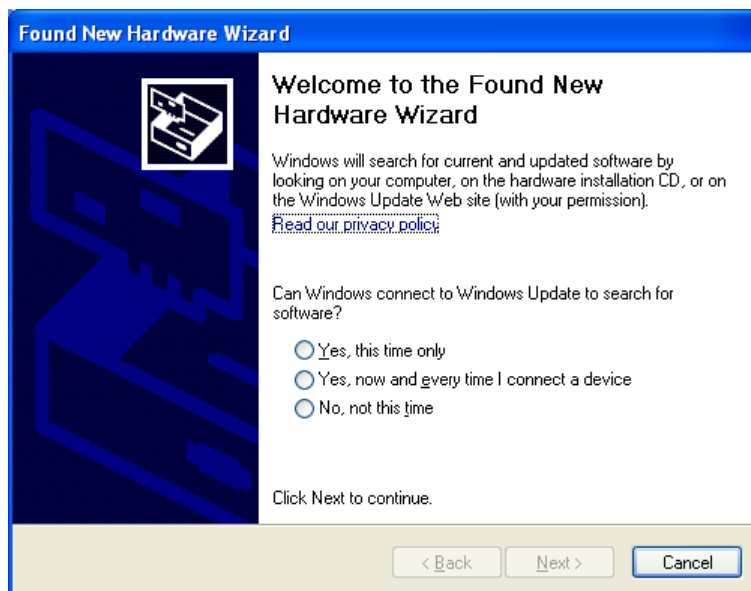 Found New Hardware Wizard
Welcome to the Found New
Hardware Wizard
Windows will search for current and updated software by
looking on your computer, on the hardware installation CD, or on
the Windows Update Web site (with your permission).
Read our privacy policy
Can Windows connect to Windows Update to search for
software?
Yes, this time only
Yes, now and every time I connect a device
No, not this time
Click Next to continue.
< Back
Next >
Cancel